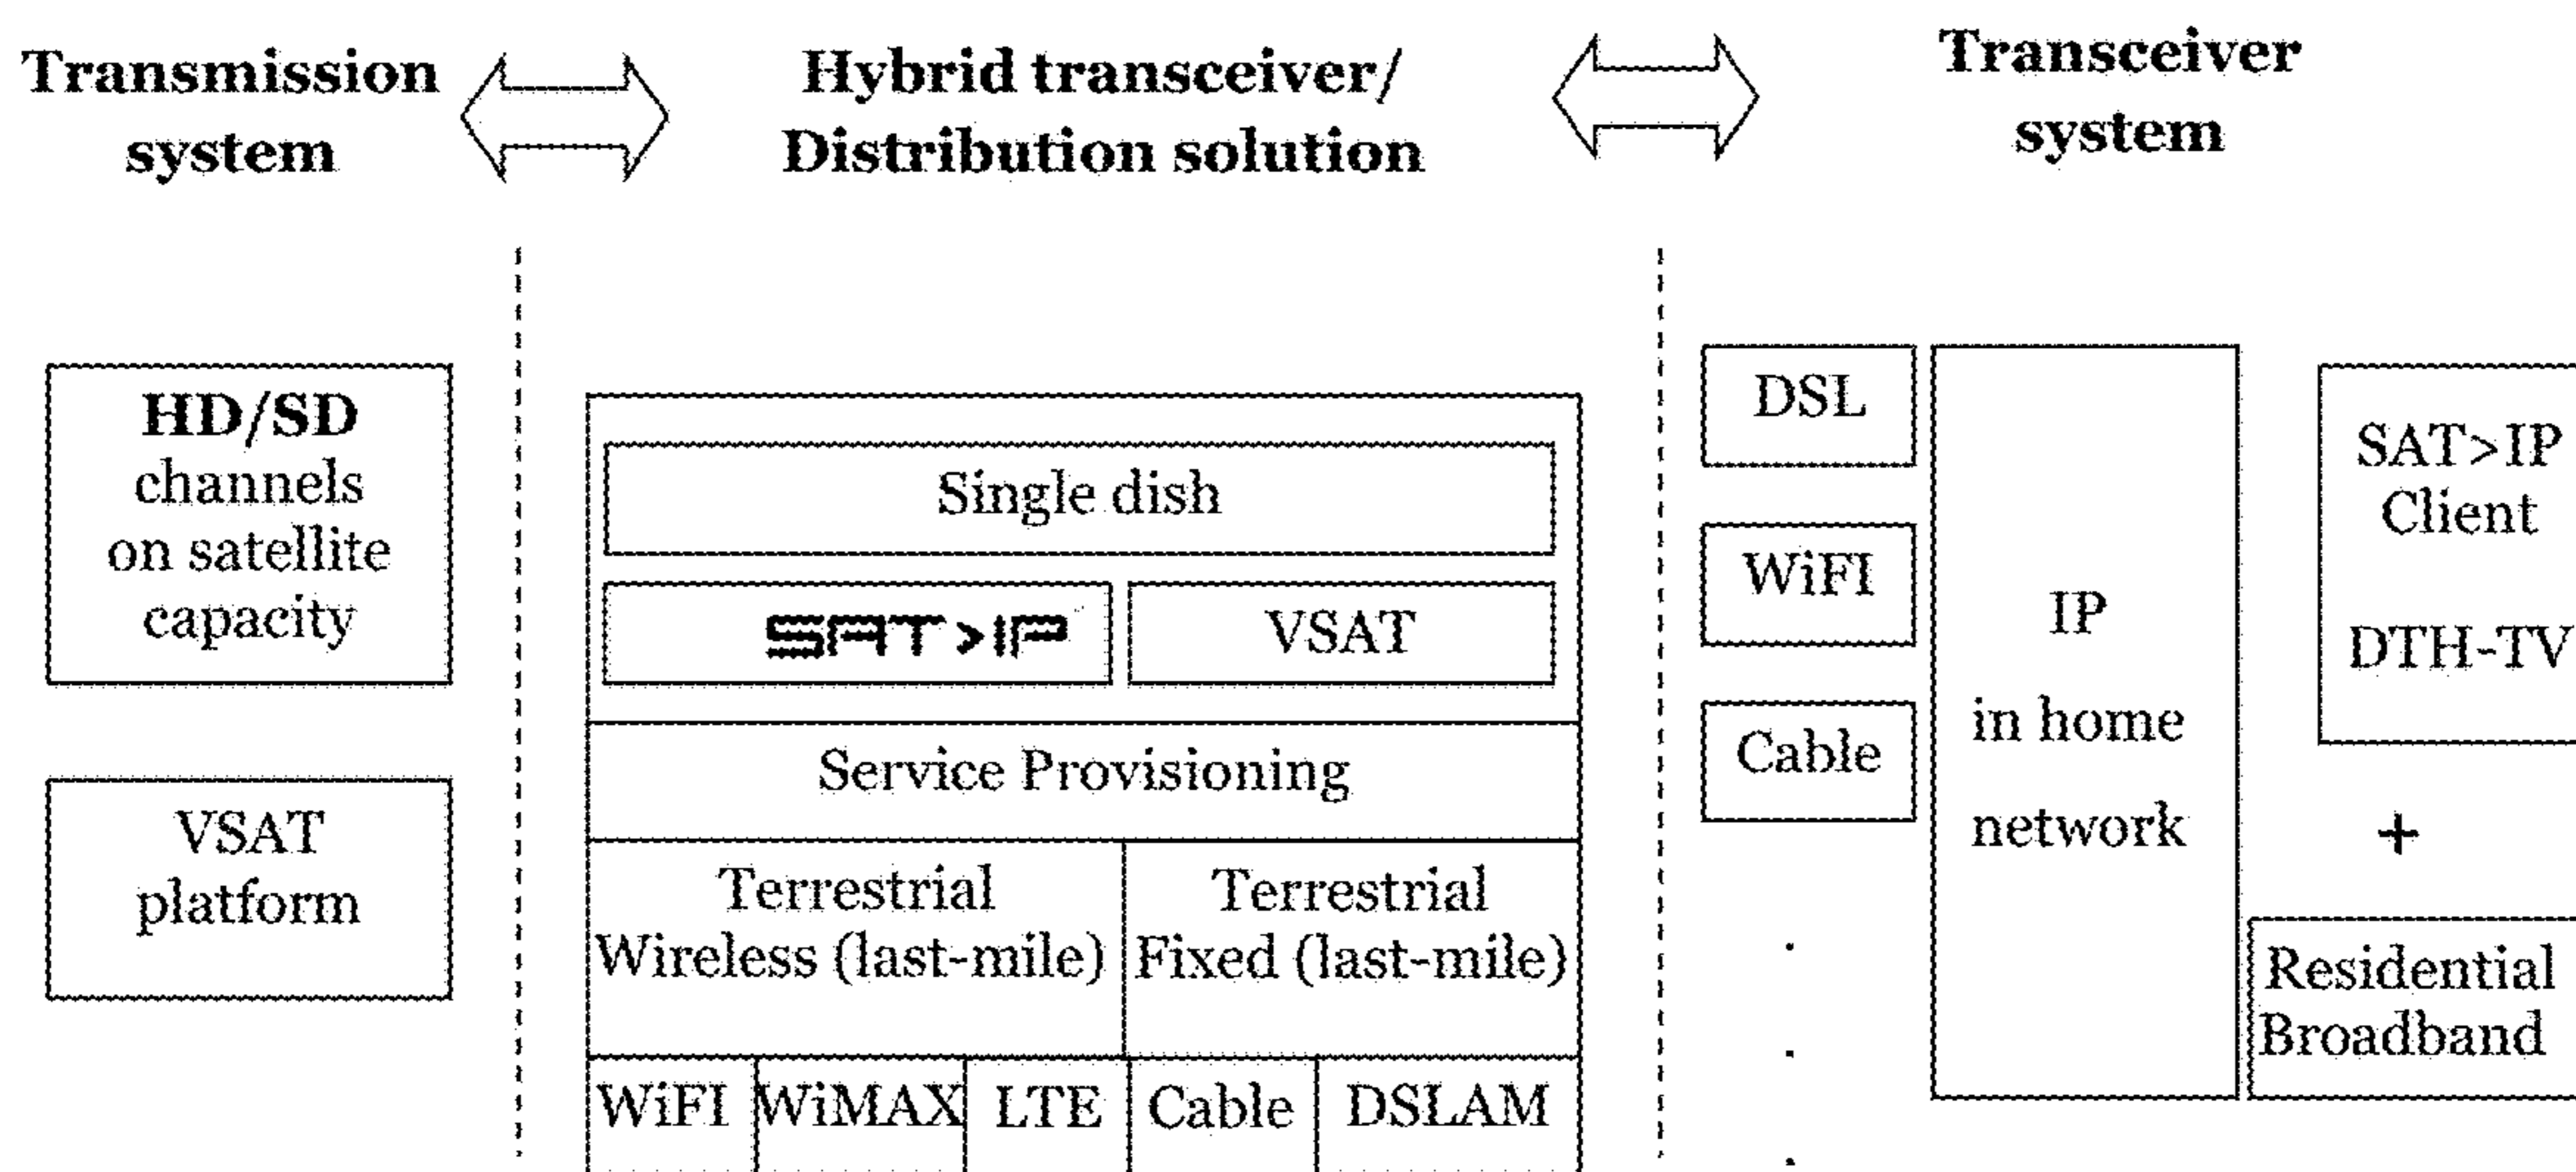 Transmission
system
Hybrid transceiver/
Distribution solution
Transceiver
system
HD/SD
channels
on satellite
capacity
VSAT
platform
Single dish
SAT>IP
VSAT
Service Provisioning
Terrestrial
Wireless (last-mile)
Terrestrial
Fixed (last-mile)
WiFI
WiMAX
LTE
Cable
DSLAM
DSL
WiFI
Cable
.
.
.
IP
in home
network
SAT>IP
Client
DTH-TV
+
Residential
Broadband